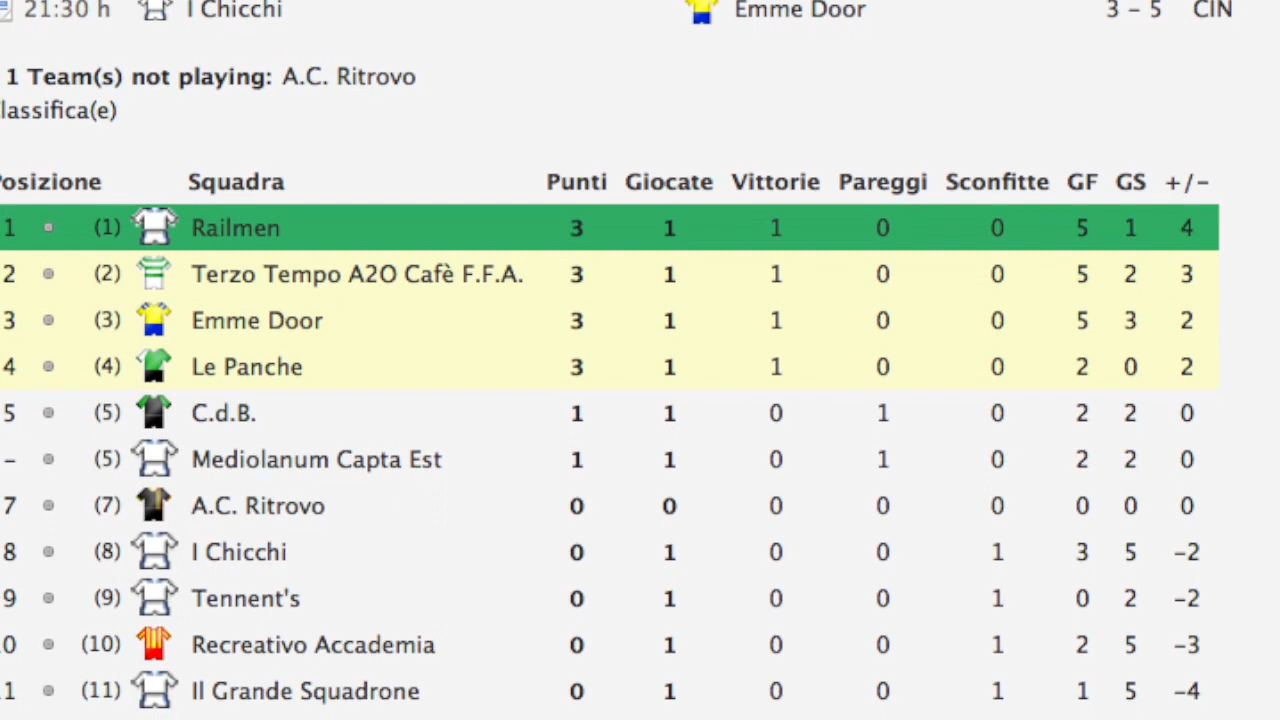 21:30 h I Chicchi Emme Door 3 – 5 CIN
1 Team(s) not playing: A.C. Ritrovo
lassifica(e)
Posizione Squadra Punti Giocate Vittorie Pareggi Sconfitte GF GS +/-
1 (1) Railmen 3 1 1 0 0 5 1 4
2 (2) Terzo Tempo A2O Cafè F.F.A. 3 1 1 0 0 5 2 3
3 (3) Emme Door 3 1 1 0 0 5 3 2
4 (4) Le Panche 3 1 1 0 0 2 0 2
5 (5) C.d.B. 1 1 0 1 0 2 2 0
– (5) Mediolanum Capta Est 1 1 0 1 0 2 2 0
7 (7) A.C. Ritrovo 0 0 0 0 0 0 0 0
8 (8) I Chicchi 0 1 0 0 1 3 5 -2
9 (9) Tennent's 0 1 0 0 1 0 2 -2
0 (10) Recreativo Accademia 0 1 0 0 1 2 5 -3
1 (11) Il Grande Squadrone 0 1 0 0 1 1 5 -4